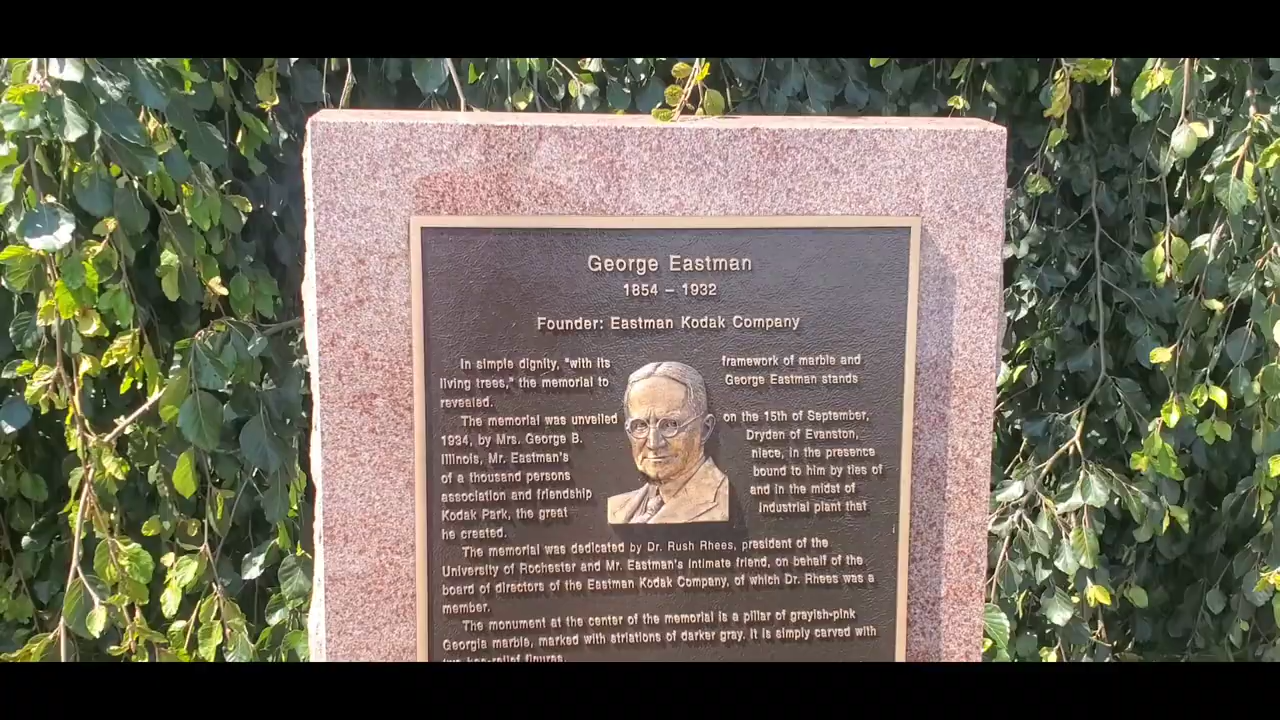 George Eastman
1854 – 1932
Founder: Eastman Kodak Company
In simple dignity, "with its framework of marble and
living trees," the memorial to George Eastman stands
revealed.
The memorial was unveiled on the 15th of September,
1934, by Mrs. George B. Dryden of Evanston,
Illinois, Mr. Eastman's niece, in the presence
of a thousand persons bound to him by ties of
association and friendship and in the midst of
Kodak Park, the great industrial plant that
he created.
The memorial was dedicated by Dr. Rush Rhees, president of the
University of Rochester and Mr. Eastman's intimate friend, on behalf of the
board of directors of the Eastman Kodak Company, of which Dr. Rhees was a
member.
The monument at the center of the memorial is a pillar of grayish-pink
Georgia marble, marked with striations of darker gray. It is simply carved with
two bas-relief figures.